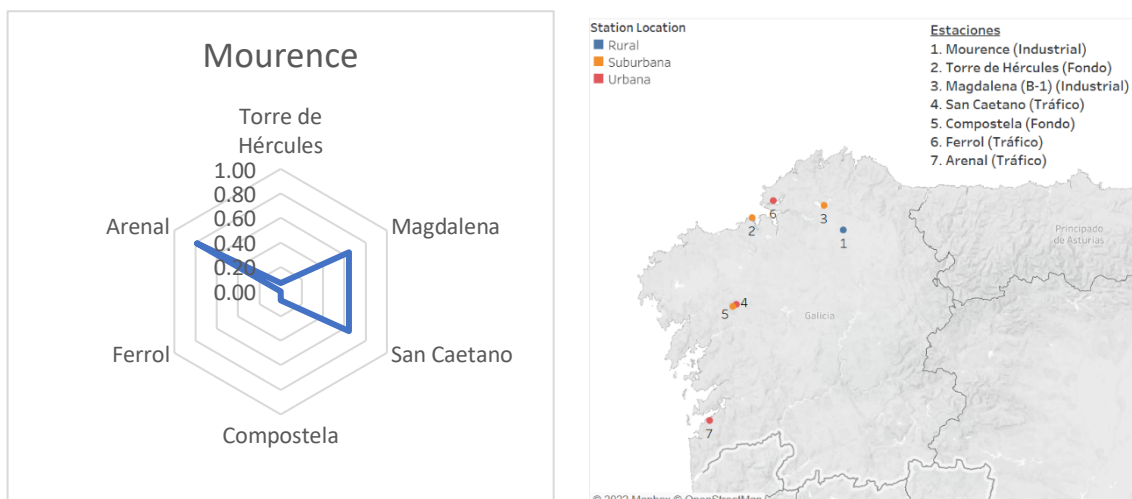 Mourence
Torre de
Hércules
1.00
0.80
0.60
0.40
0.20
0.00
Arenal
Magdalena
Ferrol
San Caetano
Compostela
Station Location
Rural
Suburbana
Urbana
Estaciones
1. Mourence (Industrial)
2. Torre de Hércules (Fondo)
3. Magdalena (B-1) (Industrial)
4. San Caetano (Tráfico)
5. Compostela (Fondo)
6. Ferrol (Tráfico)
7. Arenal (Tráfico)
6
3
2
1
Principado
de Asturias
4
5
Galicia
7
© 2022 Mapbox © OpenStreetMap